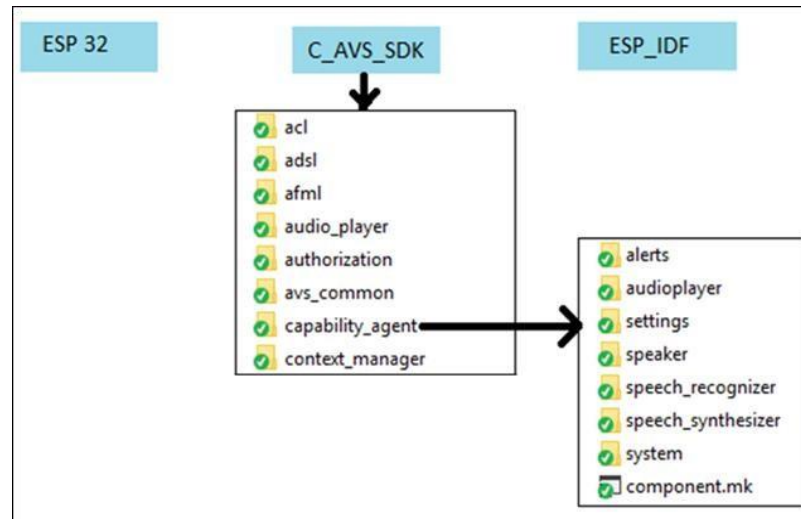 ESP 32
C_AVS_SDK
ESP_IDF
acl
adsl
afml
audio_player
authorization
avs_common
capability_agent
context_manager
alerts
audioplayer
settings
speaker
speech_recognizer
speech_synthesizer
system
component.mk